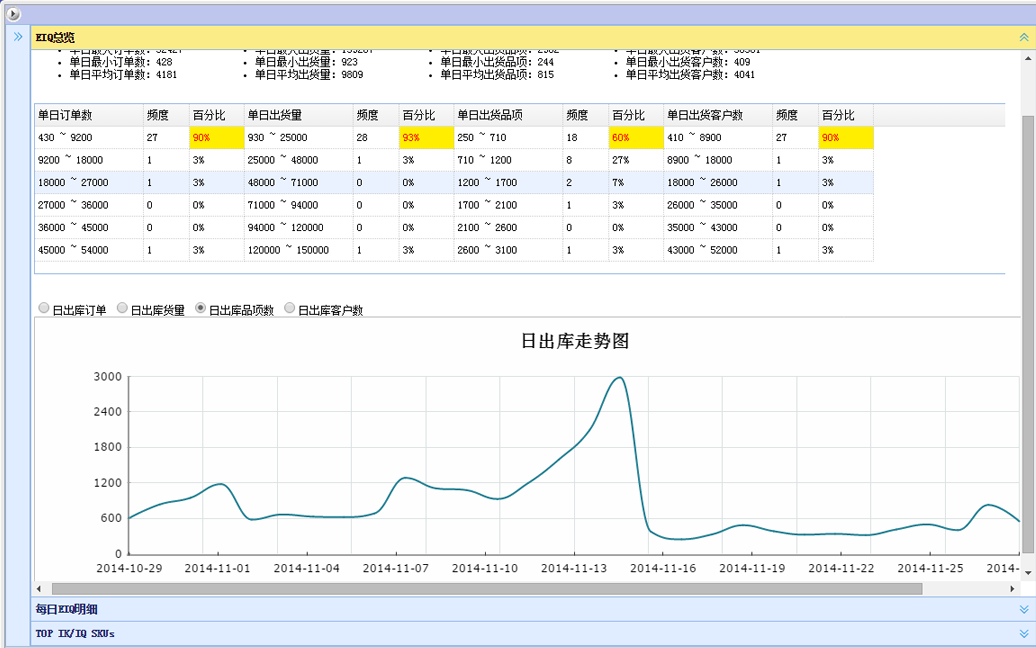 EIQ总览
• 单日最小订单数: 428 • 单日最小出货量: 923 • 单日最小出货品项: 244 • 单日最小出货客户数: 409
• 单日平均订单数: 4181 • 单日平均出货量: 9809 • 单日平均出货品项: 815 • 单日平均出货客户数: 4041
单日订单数 频度 百分比 单日出货量 频度 百分比 单日出货品项 频度 百分比 单日出货客户数 频度 百分比
430 ~ 9200 27 90% 930 ~ 25000 28 93% 250 ~ 710 18 60% 410 ~ 8900 27 90%
9200 ~ 18000 1 3% 25000 ~ 48000 1 3% 710 ~ 1200 8 27% 8900 ~ 18000 1 3%
18000 ~ 27000 1 3% 48000 ~ 71000 0 0% 1200 ~ 1700 2 7% 18000 ~ 26000 1 3%
27000 ~ 36000 0 0% 71000 ~ 94000 0 0% 1700 ~ 2100 1 3% 26000 ~ 35000 0 0%
36000 ~ 45000 0 0% 94000 ~ 120000 0 0% 2100 ~ 2600 0 0% 35000 ~ 43000 0 0%
45000 ~ 54000 1 3% 120000 ~ 150000 1 3% 2600 ~ 3100 1 3% 43000 ~ 52000 1 3%
日出库订单 日出库货量 日出库品项数 日出库客户数
日出库走势图
3000
2400
1800
1200
600
0
2014-10-29 2014-11-01 2014-11-04 2014-11-07 2014-11-10 2014-11-13 2014-11-16 2014-11-19 2014-11-22 2014-11-25 2014-
每日EIQ明细
TOP IK/IQ SKUs